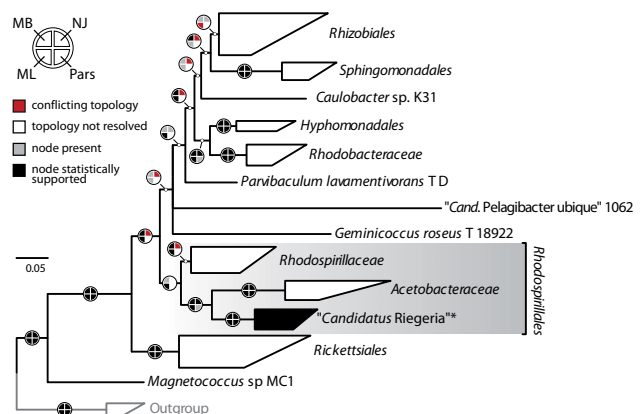 MB NJ
ML Pars
conflicting topology
topology not resolved
node present
node statistically
supported
0.05
Rhizobiales
Sphingomonadales
Caulobacter sp. K31
Hyphomonadales
Rhodobacteraceae
Parvibaculum lavamentivorans T D
"Cand. Pelagibacter ubique" 1062
Geminicoccus roseus T 18922
Rhodospirillaceae
Acetobacteraceae
"Candidatus Riegeria"*
Rhodospirillales
Rickettsiales
Magnetococcus sp MC1
Outgroup